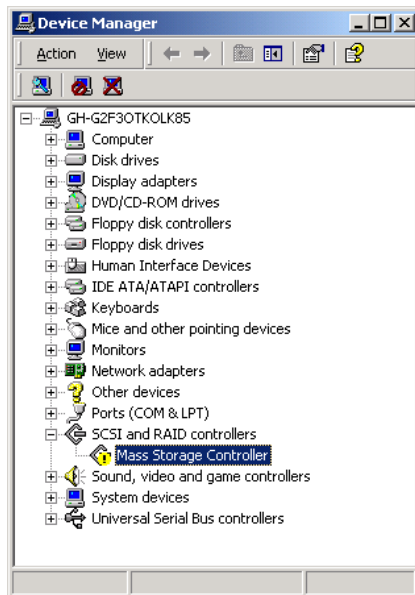 Device Manager
Action View
GH-G2F3OTKOLK85
Computer
Disk drives
Display adapters
DVD/CD-ROM drives
Floppy disk controllers
Floppy disk drives
Human Interface Devices
IDE ATA/ATAPI controllers
Keyboards
Mice and other pointing devices
Monitors
Network adapters
Other devices
Ports (COM & LPT)
SCSI and RAID controllers
Mass Storage Controller
Sound, video and game controllers
System devices
Universal Serial Bus controllers